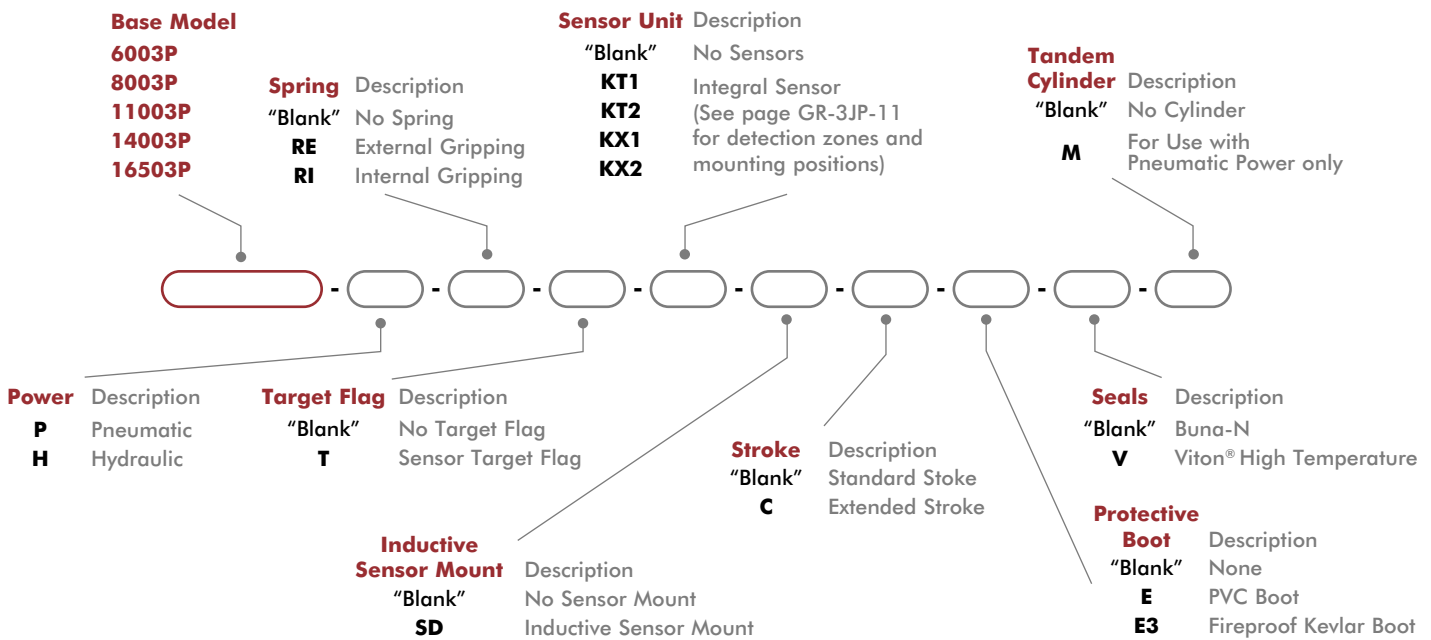 Base Model
6003P
8003P
11003P
14003P
16503P
Spring Description
“Blank” No Spring
RE External Gripping
RI Internal Gripping
Sensor Unit Description
“Blank” No Sensors
KT1 Integral Sensor
KT2 (See page GR-3JP-11
KX1 for detection zones and
KX2 mounting positions)
Tandem
Cylinder Description
“Blank” No Cylinder
M For Use with
Pneumatic Power only
- - - - - - - - -
Power Description
P Pneumatic
H Hydraulic
Target Flag Description
“Blank” No Target Flag
T Sensor Target Flag
Inductive
Sensor Mount Description
“Blank” No Sensor Mount
SD Inductive Sensor Mount
Stroke Description
“Blank” Standard Stoke
C Extended Stroke
Protective
Boot Description
“Blank” None
E PVC Boot
E3 Fireproof Kevlar Boot
Seals Description
“Blank” Buna-N
V Viton® High Temperature